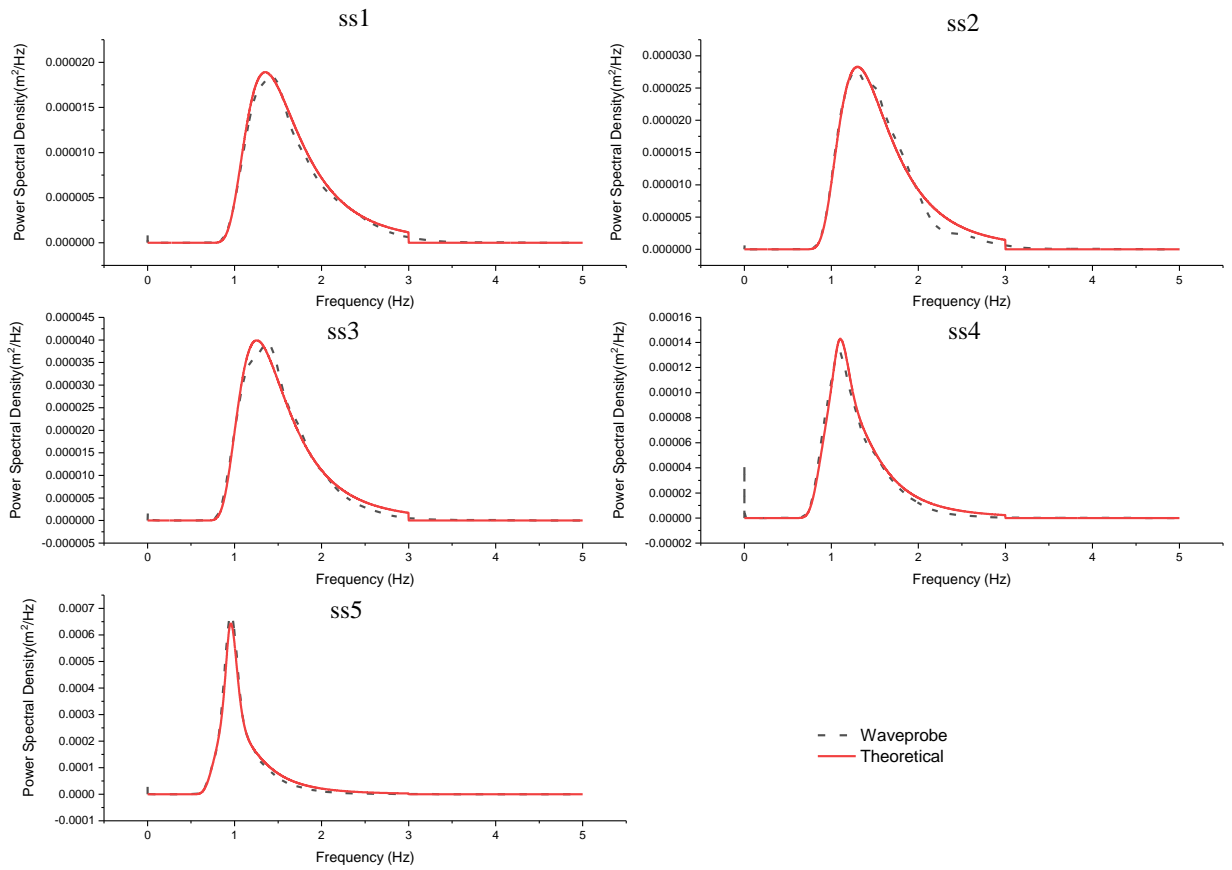 ss1
Power Spectral Density(m²/Hz)
0.000020
0.000015
0.000010
0.000005
0.000000
0 1 2 3 4 5
Frequency (Hz)
ss2
Power Spectral Density(m²/Hz)
0.000030
0.000025
0.000020
0.000015
0.000010
0.000005
0.000000
0 1 2 3 4 5
Frequency (Hz)
ss3
Power Spectral Density(m²/Hz)
0.000045
0.000040
0.000035
0.000030
0.000025
0.000020
0.000015
0.000010
0.000005
0.000000
-0.000005
0 1 2 3 4 5
Frequency (Hz)
ss4
Power Spectral Density(m²/Hz)
0.00016
0.00014
0.00012
0.00010
0.00008
0.00006
0.00004
0.00002
0.00000
-0.00002
0 1 2 3 4 5
Frequency (Hz)
ss5
Power Spectral Density(m²/Hz)
0.0007
0.0006
0.0005
0.0004
0.0003
0.0002
0.0001
0.0000
-0.0001
0 1 2 3 4 5
Frequency (Hz)
Waveprobe
Theoretical